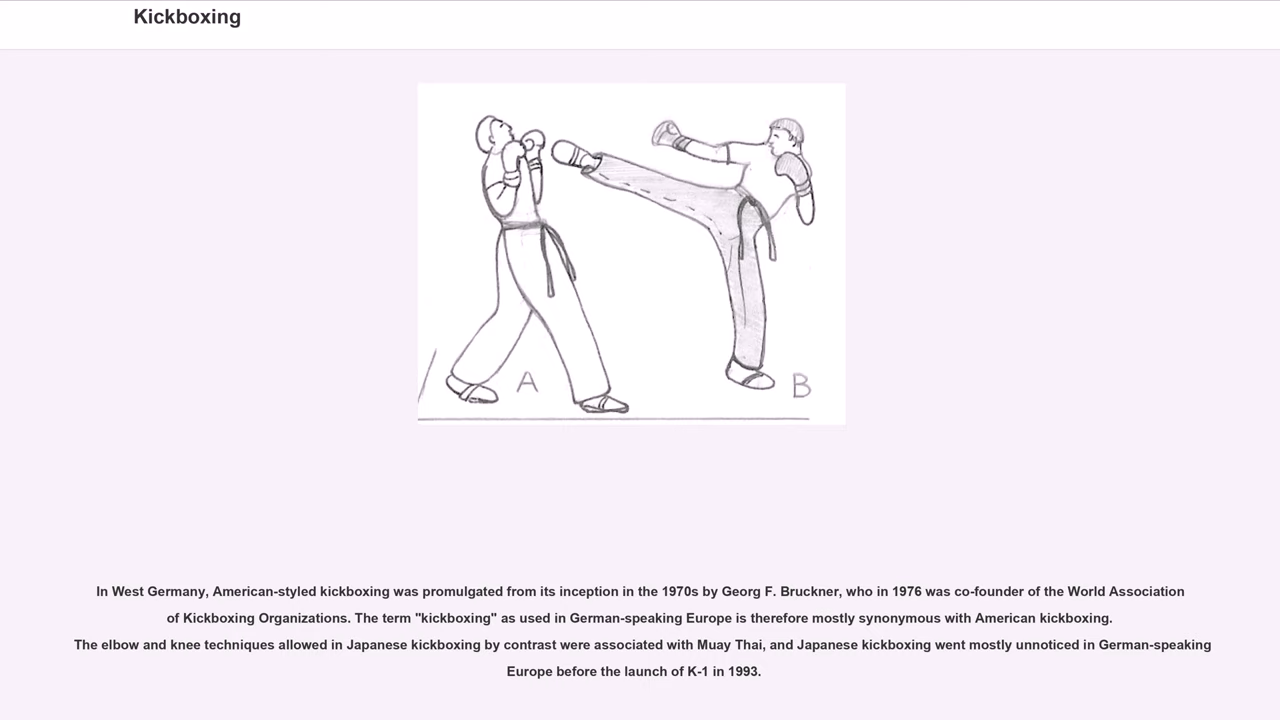 Kickboxing
A
B
In West Germany, American-styled kickboxing was promulgated from its inception in the 1970s by Georg F. Bruckner, who in 1976 was co-founder of the World Association
of Kickboxing Organizations. The term "kickboxing" as used in German-speaking Europe is therefore mostly synonymous with American kickboxing.
The elbow and knee techniques allowed in Japanese kickboxing by contrast were associated with Muay Thai, and Japanese kickboxing went mostly unnoticed in German-speaking
Europe before the launch of K-1 in 1993.